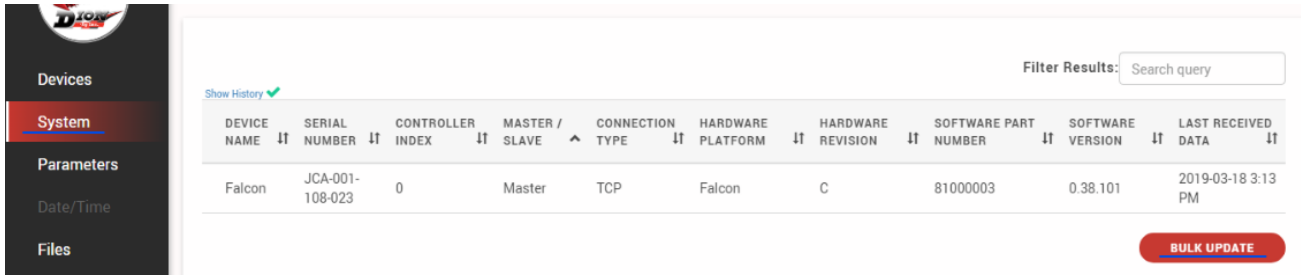 DION
Devices
System
Parameters
Date/Time
Files
Filter Results: Search query
Show History
DEVICE NAME
SERIAL NUMBER
CONTROLLER INDEX
MASTER / SLAVE
CONNECTION TYPE
HARDWARE PLATFORM
HARDWARE REVISION
SOFTWARE PART NUMBER
SOFTWARE VERSION
LAST RECEIVED DATA
Falcon
JCA-001-
108-023
0
Master
TCP
Falcon
C
81000003
0.38.101
2019-03-18 3:13
PM
BULK UPDATE